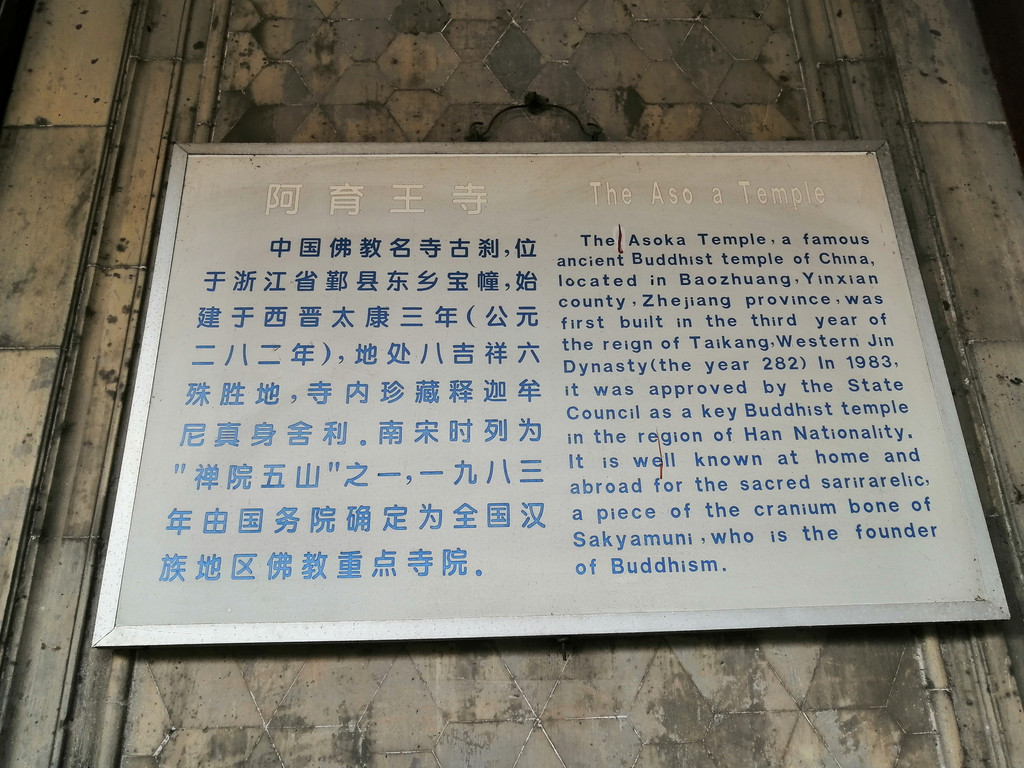 阿育王寺
中国佛教名寺古刹,位
于浙江省鄞县东乡宝幢,始
建于西晋太康三年(公元
二八二年),地处八吉祥六
殊胜地,寺内珍藏释迦牟
尼真身舍利.南宋时列为
"禅院五山"之一,一九八三
年由国务院确定为全国汉
族地区佛教重点寺院.
The Aso a Temple
The Asoka Temple, a famous
ancient Buddhist temple of China,
located in Baozhuang, Yinxian
county, Zhejiang province, was
first built in the third year of
the reign of Taikang, Western Jin
Dynasty(the year 282) In 1983,
it was approved by the State
Council as a key Buddhist temple
in the region of Han Nationality.
It is well known at home and
abroad for the sacred sarirarelic,
a piece of the cranium bone of
Sakyamuni, who is the founder
of Buddhism.